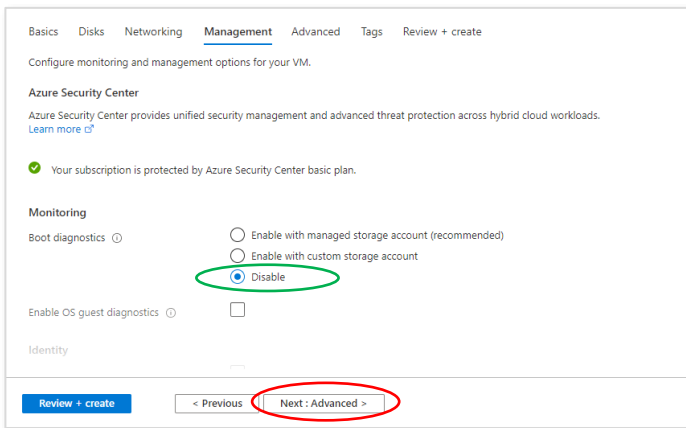 Basics Disks Networking Management Advanced Tags Review + create
Configure monitoring and management options for your VM.
Azure Security Center
Azure Security Center provides unified security management and advanced threat protection across hybrid cloud workloads.
Learn more
Your subscription is protected by Azure Security Center basic plan.
Monitoring
Boot diagnostics
Enable with managed storage account (recommended)
Enable with custom storage account
Disable
Enable OS guest diagnostics
Identity
Review + create < Previous Next : Advanced >